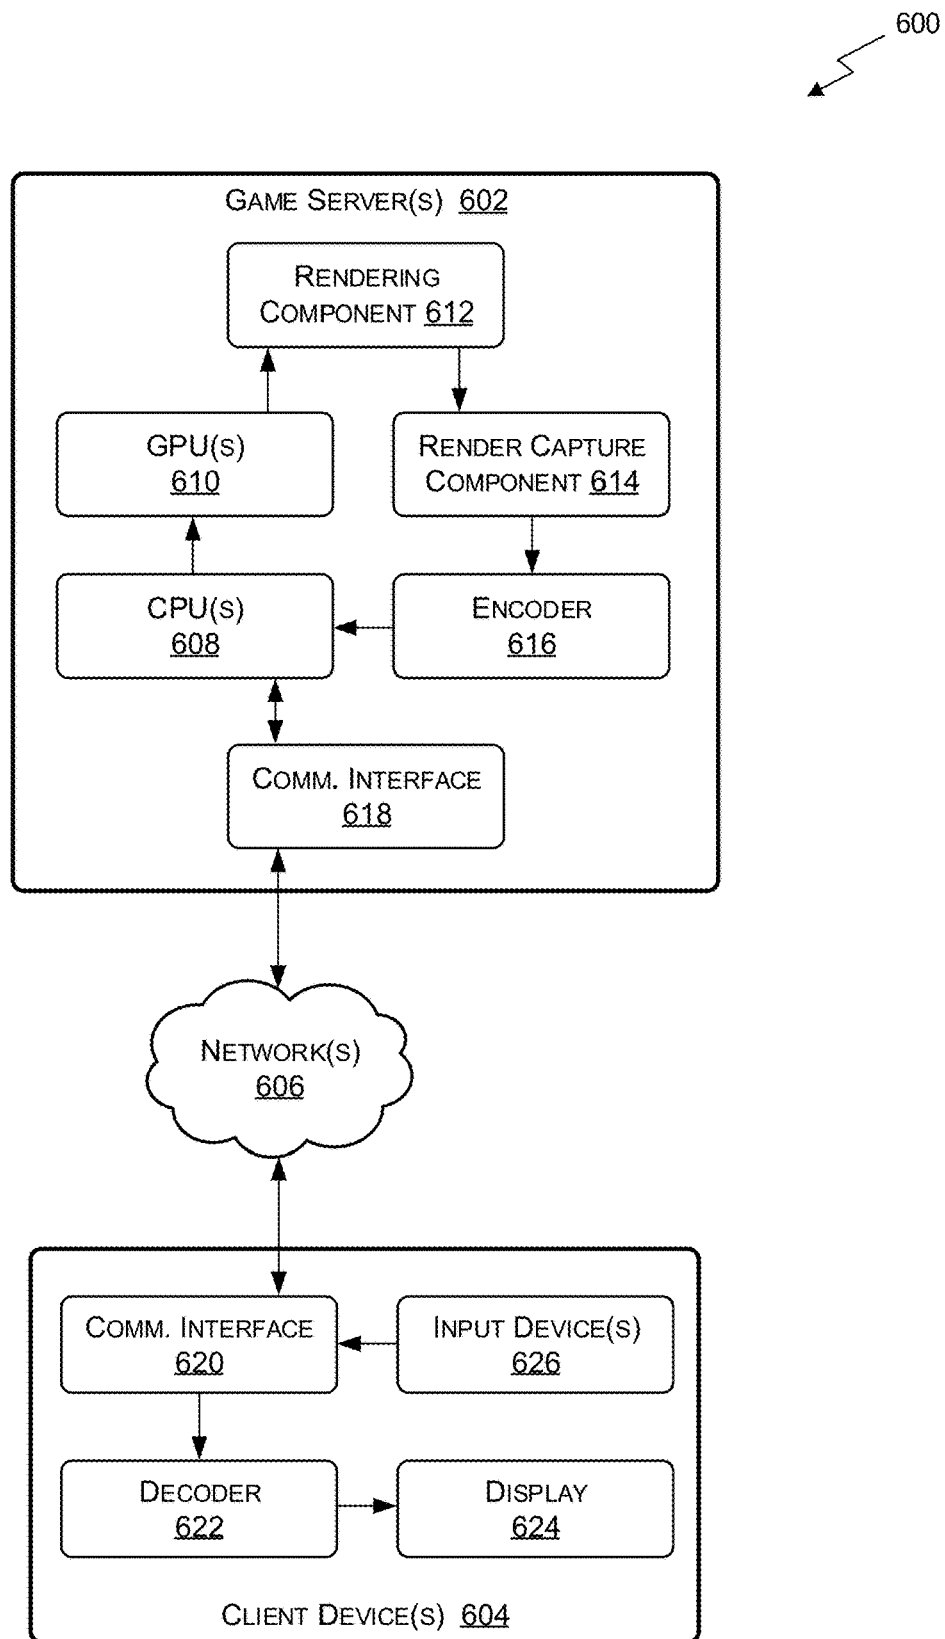 600
GAME SERVER(S) 602
RENDERING
COMPONENT 612
GPU(S)
610
RENDER CAPTURE
COMPONENT 614
CPU(S)
608
ENCODER
616
COMM. INTERFACE
618
NETWORK(S)
606
COMM. INTERFACE
620
INPUT DEVICE(S)
626
DECODER
622
DISPLAY
624
CLIENT DEVICE(S) 604